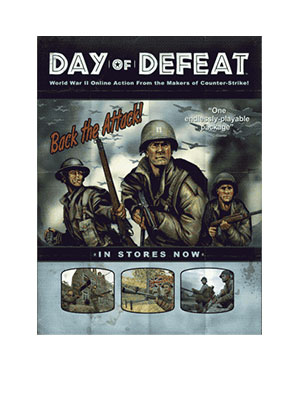 DAY OF DEFEAT
World War II Online Action From the Makers of Counter-Strike!
Back the Attack!
"One
endlessly-playable
package"
IN STORES NOW